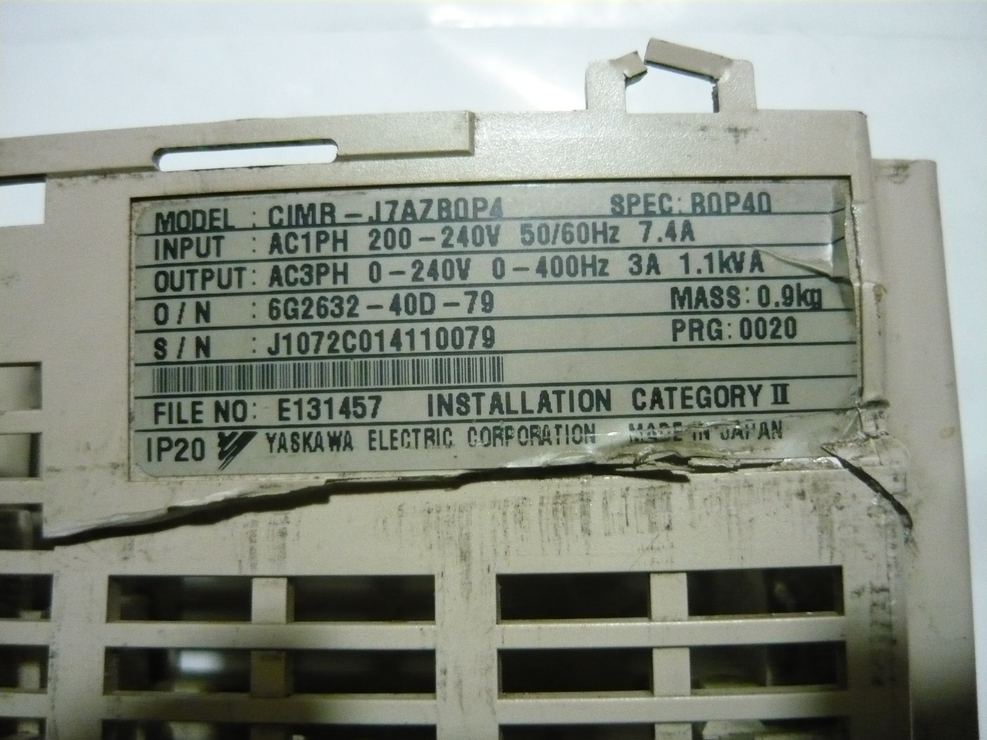 MODEL : CIMR-J7AZB0P4 SPEC: B0P40
INPUT : AC1PH 200-240V 50/60Hz 7.4A
OUTPUT: AC3PH 0-240V 0-400Hz 3A 1.1kVA
O/N : 6G2632-40D-79 MASS: 0.9kg
S/N : J1072C014110079 PRG: 0020
FILE NO: E131457 INSTALLATION CATEGORY II
IP20 YASKAWA ELECTRIC CORPORATION MADE IN JAPAN